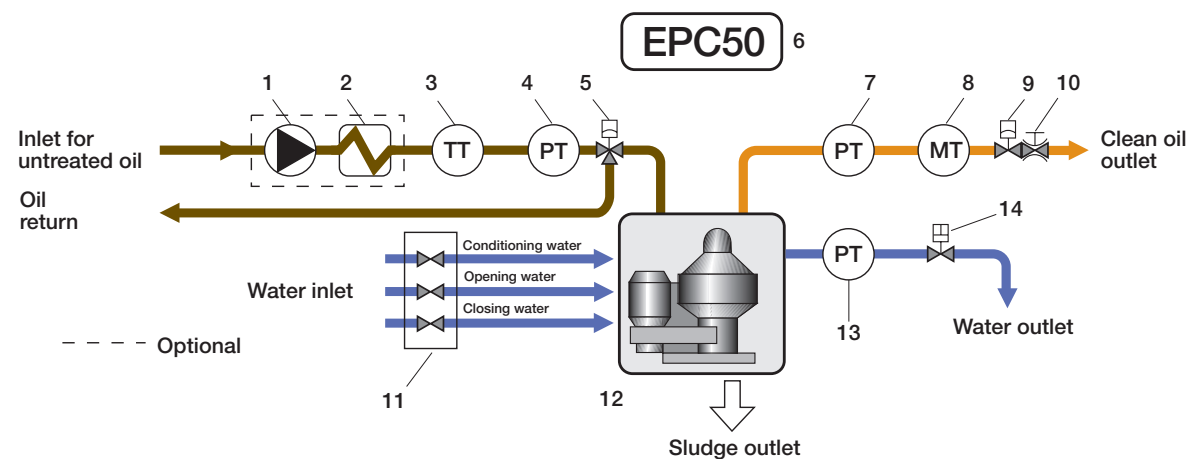 EPC50 6
1 2 3 4 5 7 8 9 10
Inlet for
untreated oil
TT PT PT MT
Clean oil
outlet
Oil
return
14
Conditioning water
PT
Opening water
Water inlet
Closing water
13
Water outlet
Optional
11 12
Sludge outlet